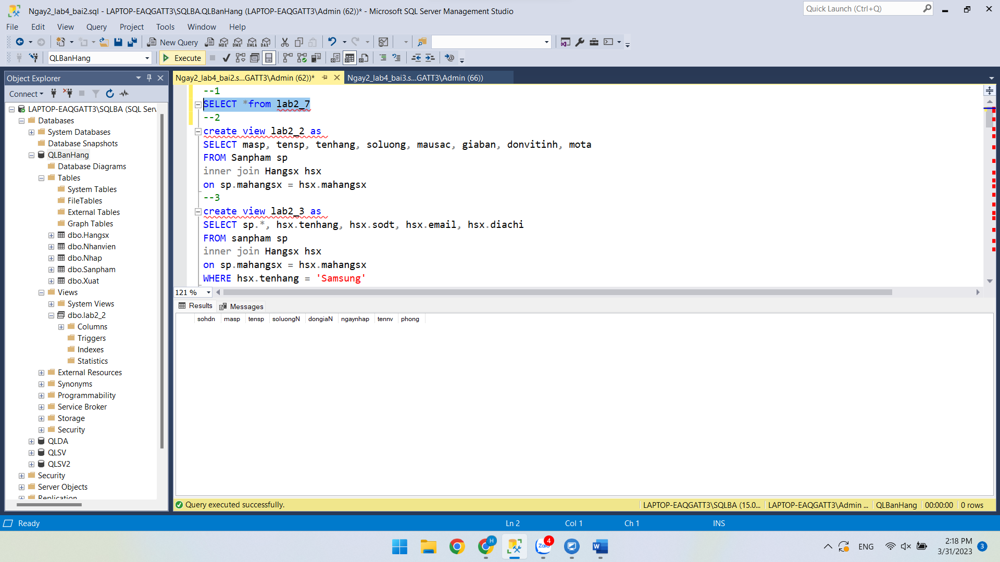 Ngay2_lab4_bai2.sql - LAPTOP-EAQGATT3\SQLBA.QLBanHang (LAPTOP-EAQGATT3\Admin (62))* - Microsoft SQL Server Management Studio
Quick Launch (Ctrl+Q)
File Edit View Query Project Tools Window Help
New Query MDX DMX XMLA DAX
QLBanHang Execute
Object Explorer
Connect
LAPTOP-EAQGATT3\SQLBA (SQL Serv
Databases
System Databases
Database Snapshots
QLBanHang
Database Diagrams
Tables
System Tables
FileTables
External Tables
Graph Tables
dbo.Hangsx
dbo.Nhanvien
dbo.Nhap
dbo.Sanpham
dbo.Xuat
Views
System Views
dbo.lab2_2
Columns
Triggers
Indexes
Statistics
External Resources
Synonyms
Programmability
Service Broker
Storage
Security
QLDA
QLSV
QLSV2
Security
Server Objects
Replication
Ngay2_lab4_bai2.s...GATT3\Admin (62))* Ngay2_lab4_bai3.s...GATT3\Admin (66))
--1
SELECT *from lab2_7
--2
create view lab2_2 as
SELECT masp, tensp, tenhang, soluong, mausac, giaban, donvitinh, mota
FROM Sanpham sp
inner join Hangsx hsx
on sp.mahangsx = hsx.mahangsx
--3
create view lab2_3 as
SELECT sp.*, hsx.tenhang, hsx.sodt, hsx.email, hsx.diachi
FROM sanpham sp
inner join Hangsx hsx
on sp.mahangsx = hsx.mahangsx
WHERE hsx.tenhang = 'Samsung'
121 %
Results Messages
sohdn masp tensp soluongN dongiaN ngaynhap tennv phong
Query executed successfully. LAPTOP-EAQGATT3\SQLBA (15.0... LAPTOP-EAQGATT3\Admin ... QLBanHang 00:00:00 0 rows
Ready Ln 2 Col 1 Ch 1 INS
H Zalo 4 W ENG 2:18 PM
3/31/2023 3